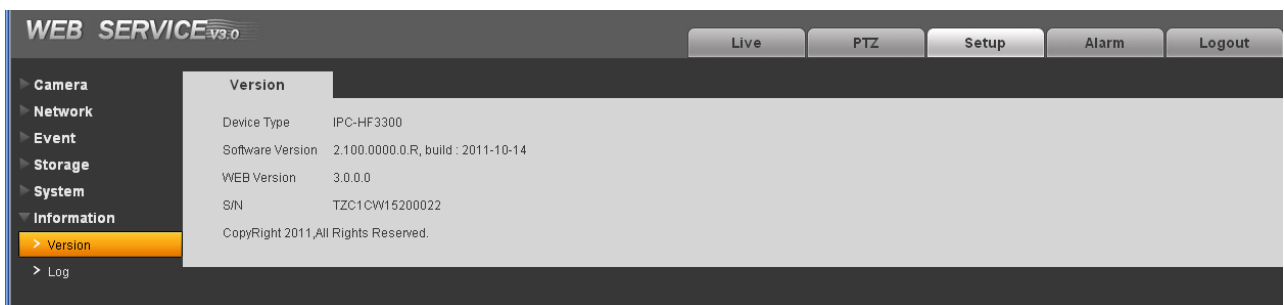 WEB SERVICE V3.0
Live PTZ Setup Alarm Logout
Camera
Network
Event
Storage
System
Information
> Version
> Log
Version
Device Type IPC-HF3300
Software Version 2.100.0000.0.R, build : 2011-10-14
WEB Version 3.0.0.0
S/N TZC1CW15200022
CopyRight 2011,All Rights Reserved.